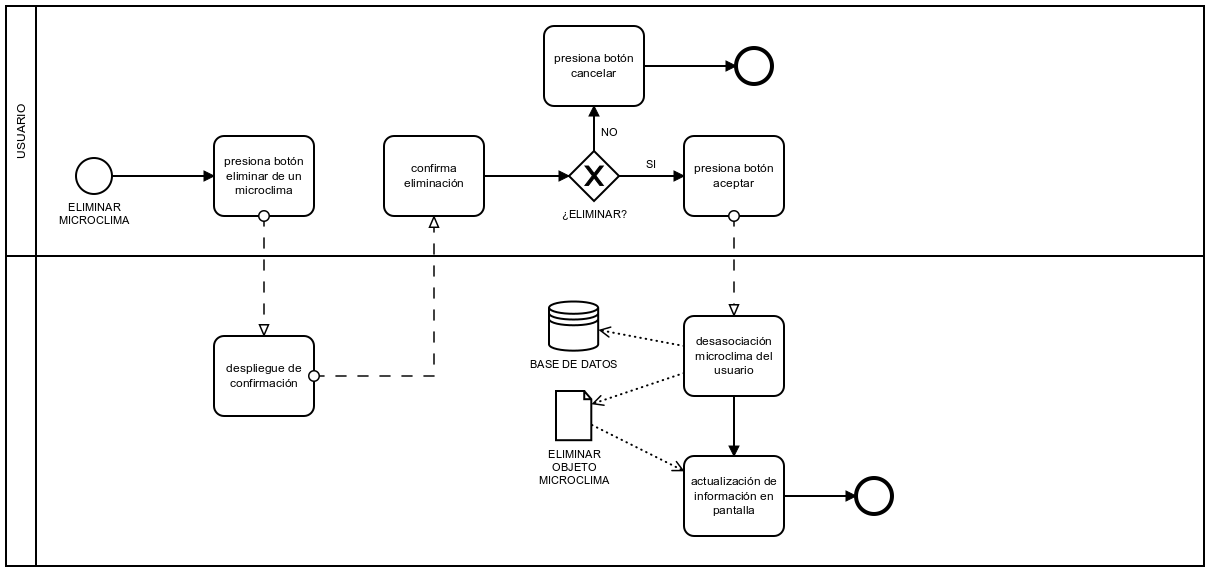 USUARIO
presiona botón
cancelar
NO
presiona botón
eliminar de un
microclima
confirma
eliminación
SI
presiona botón
aceptar
ELIMINAR
MICROCLIMA
¿ELIMINAR?
despliegue de
confirmación
BASE DE DATOS
desasociación
microclima del
usuario
ELIMINAR
OBJETO
MICROCLIMA
actualización de
información en
pantalla